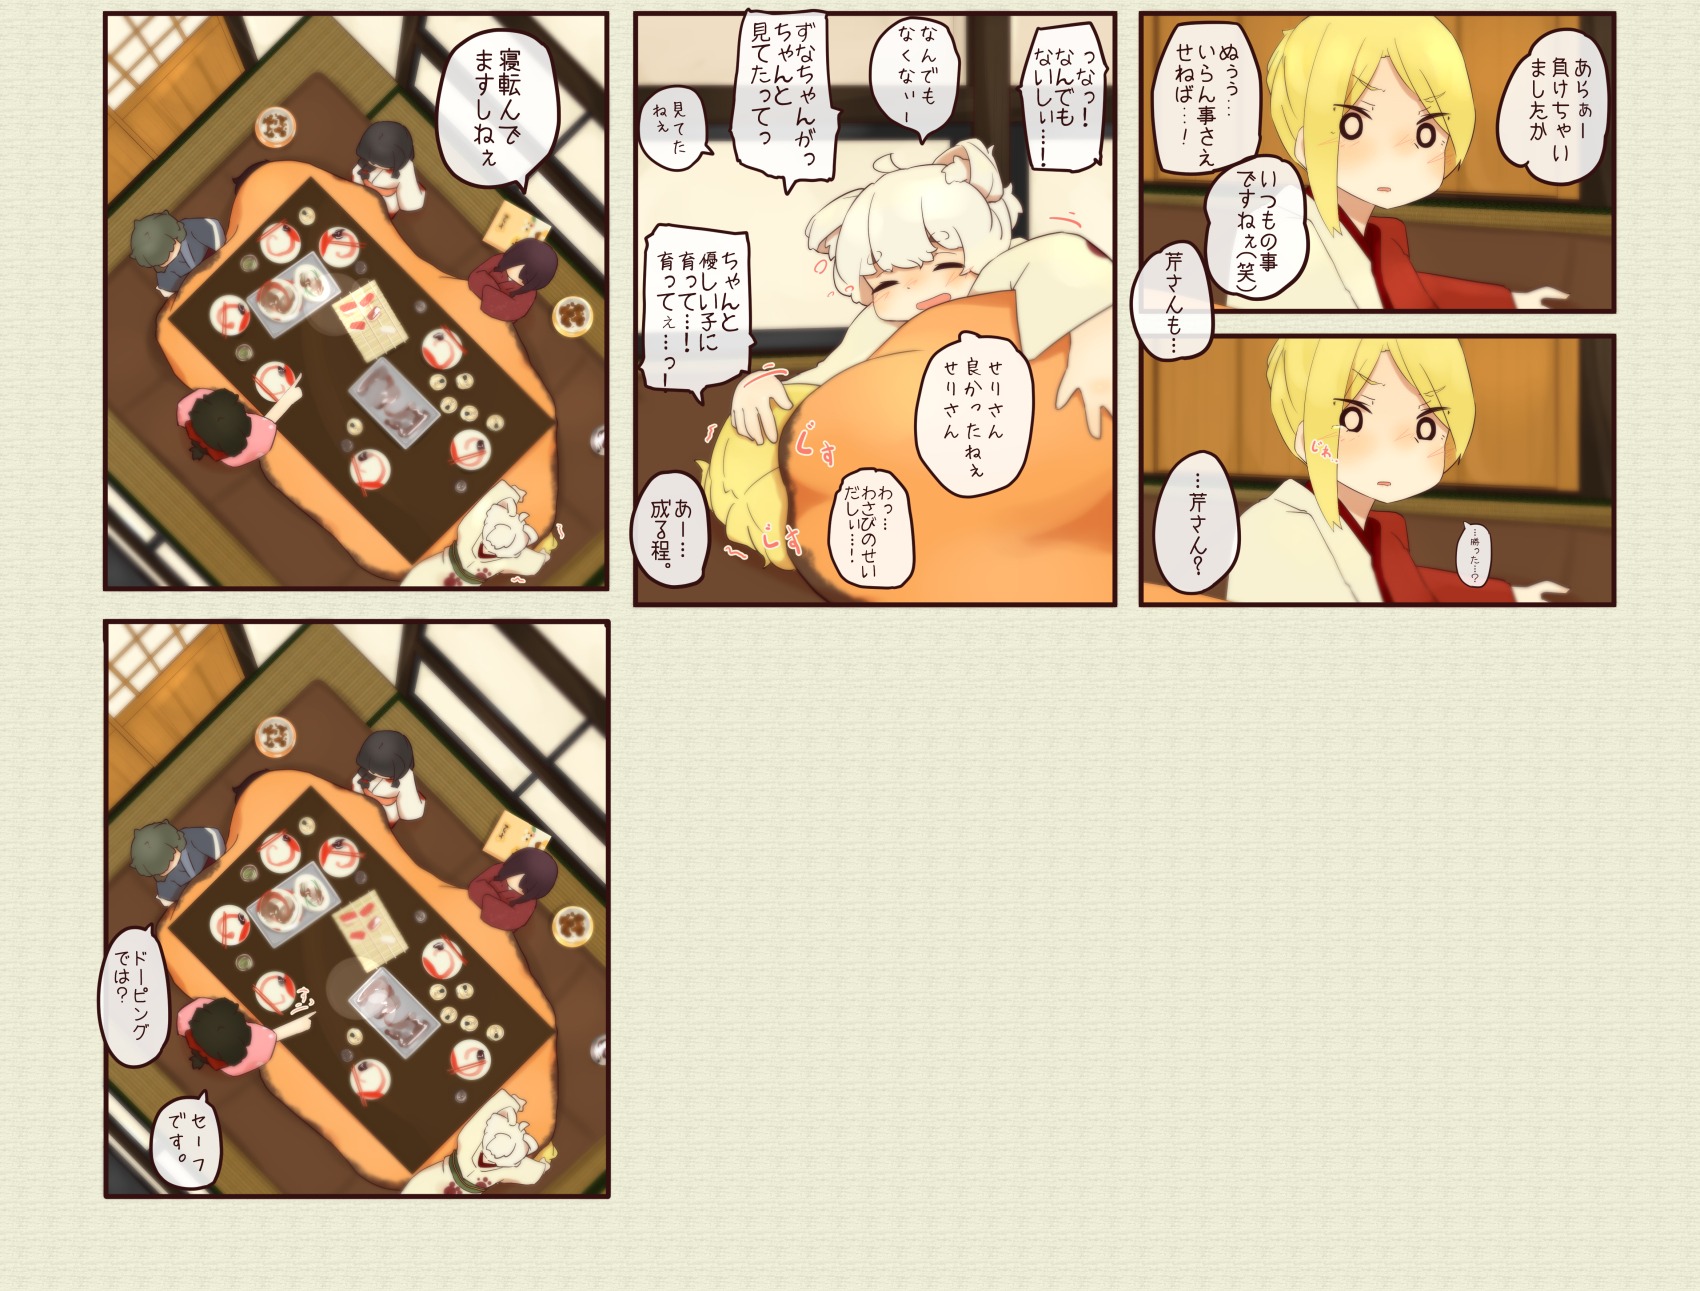 あらぁー
負けちゃい
ましたか
ぬぅぅ…
いらん事さえ
せねば…！
いつもの事
ですねぇ（笑）
芹さんも…
…勝った…？
じわ…
…芹さん？
っなっ！
なんでも
ないしぃ…！
なんでも
なくないー
ずなちゃんがっ
ちゃんと
見てたってっ
見てた
ねぇ
ちゃんと
優しい子に
育って…！
育ってぇ…っ！
せりさん
良かったねぇ
せりさん
わっ…
わさびのせい
だしぃ…！
じす
じす
あー…
成る程。
寝転んで
ますしねぇ
ドーピング
では？
セーフ
です。